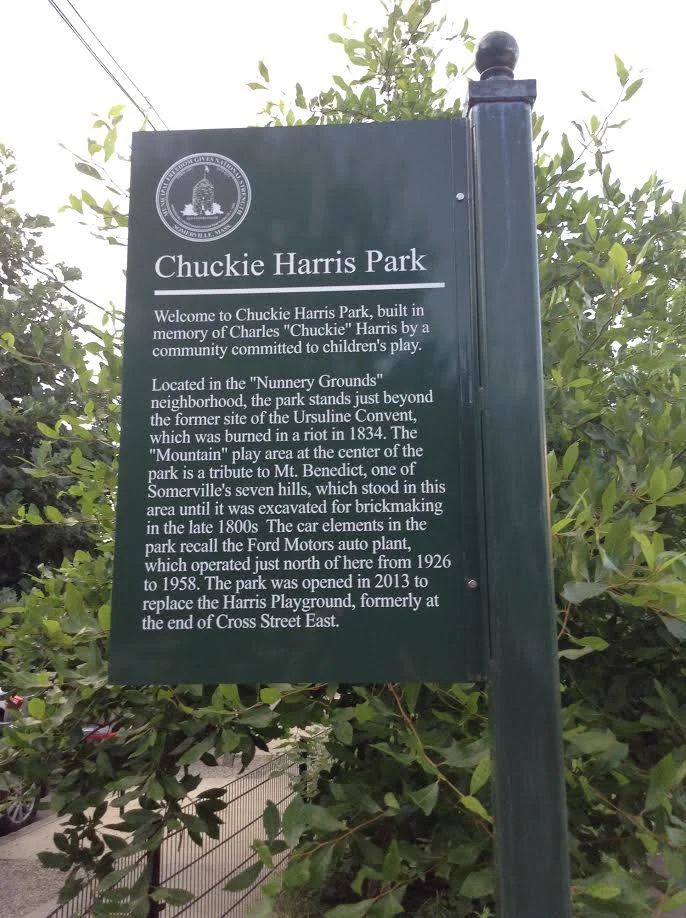 MUNICIPAL FREEDOM GIVES NATIONAL STRENGTH
SOMERVILLE, MASS
Chuckie Harris Park
Welcome to Chuckie Harris Park, built in
memory of Charles "Chuckie" Harris by a
community committed to children's play.
Located in the "Nunnery Grounds"
neighborhood, the park stands just beyond
the former site of the Ursuline Convent,
which was burned in a riot in 1834. The
"Mountain" play area at the center of the
park is a tribute to Mt. Benedict, one of
Somerville's seven hills, which stood in this
area until it was excavated for brickmaking
in the late 1800s The car elements in the
park recall the Ford Motors auto plant,
which operated just north of here from 1926
to 1958. The park was opened in 2013 to
replace the Harris Playground, formerly at
the end of Cross Street East.